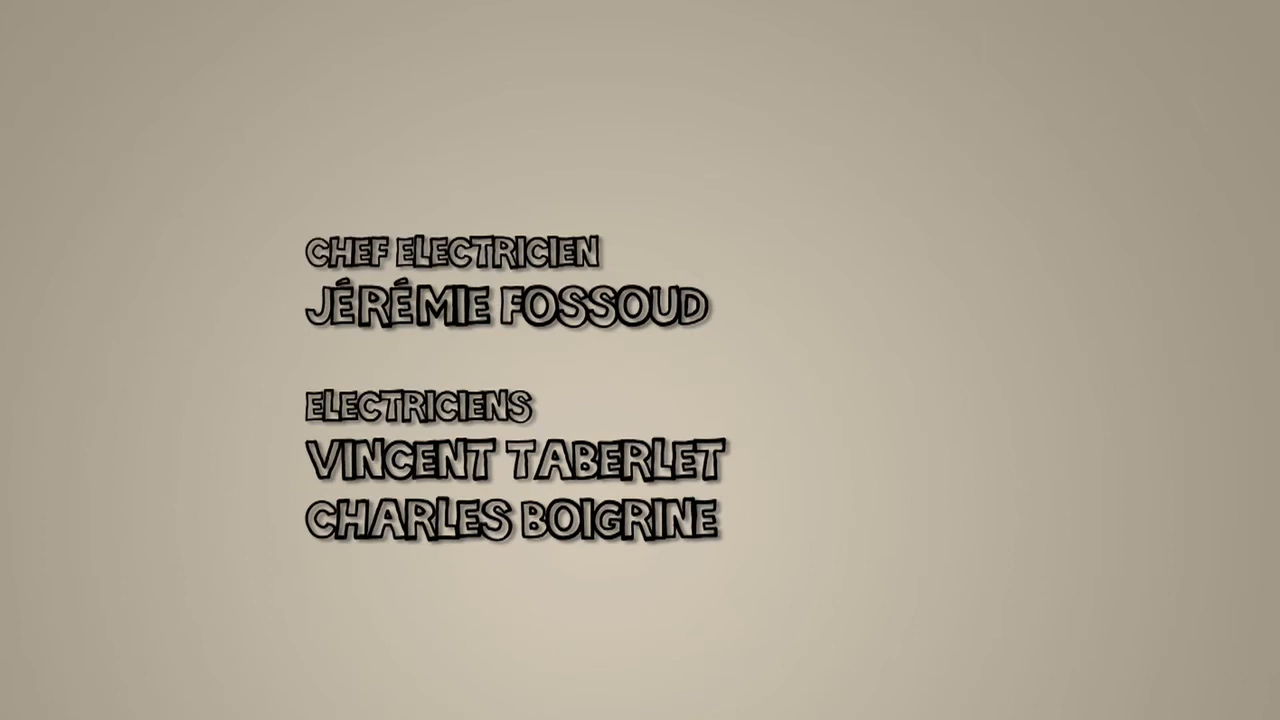 CHEF ELECTRICIEN
JÉRÉMIE FOSSOUD
ELECTRICIENS
VINCENT TABERLET
CHARLES BOIGRINE